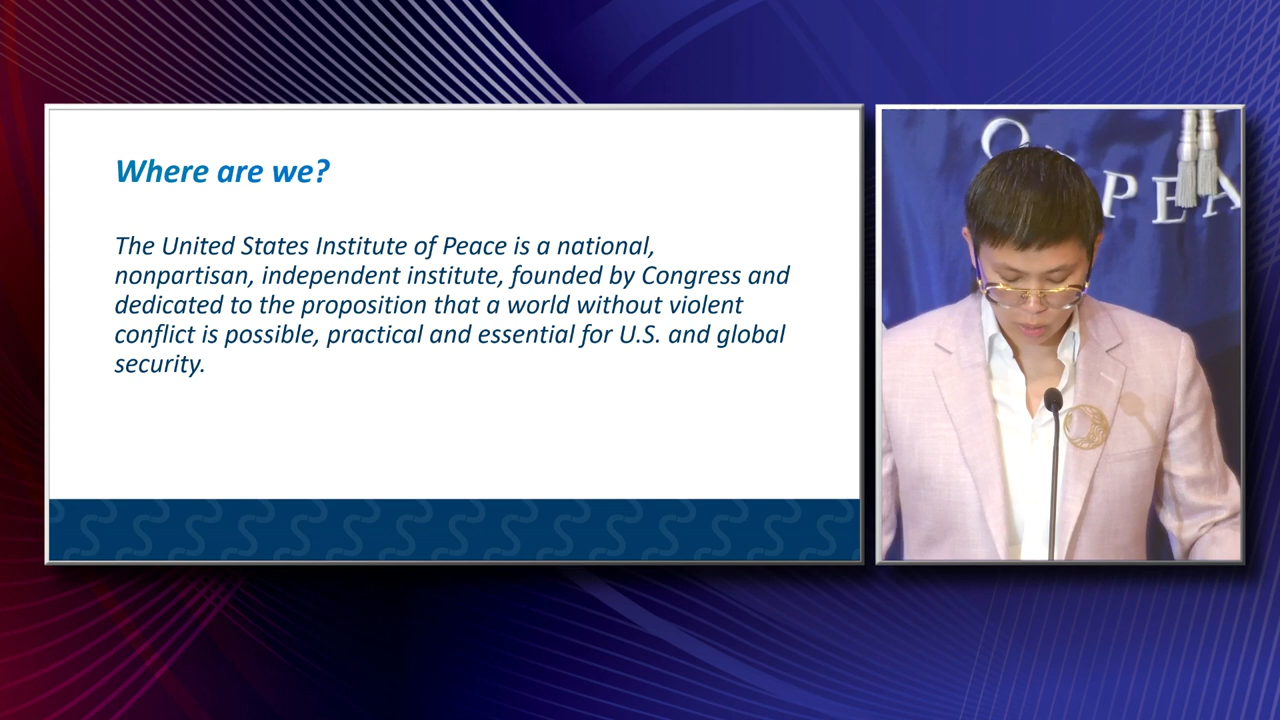 Where are we?
The United States Institute of Peace is a national,
nonpartisan, independent institute, founded by Congress and
dedicated to the proposition that a world without violent
conflict is possible, practical and essential for U.S. and global
security.